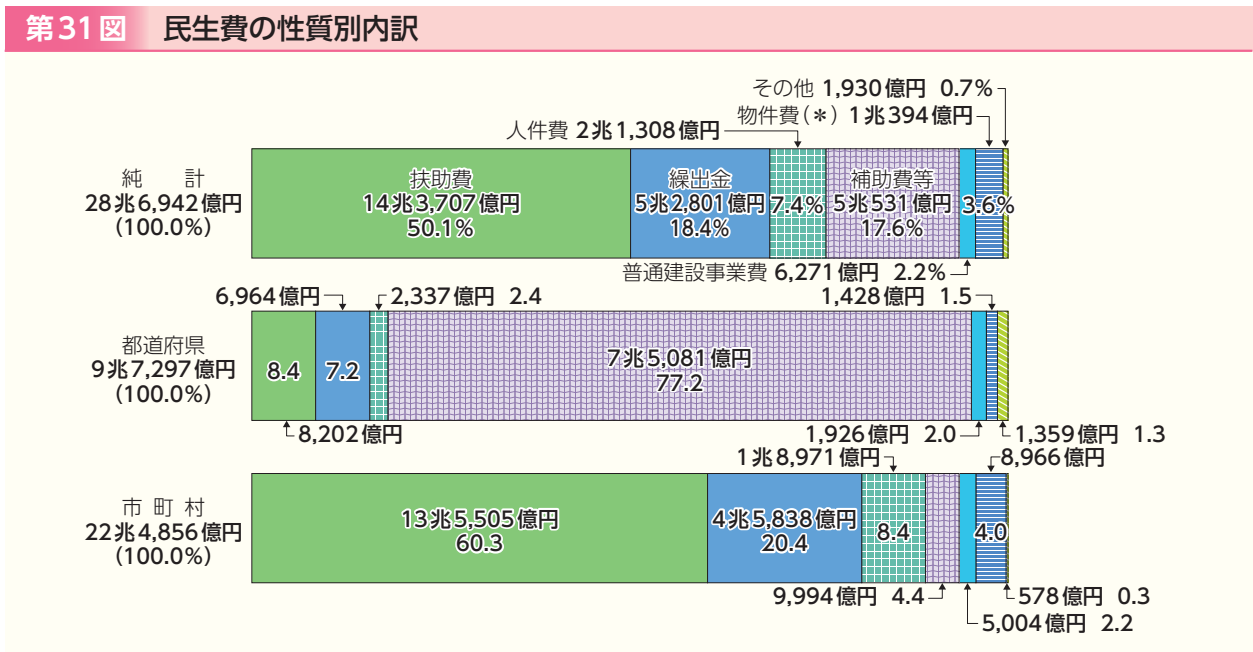 第31図 民生費の性質別内訳
その他 1,930億円 0.7%
物件費(＊) 1兆394億円
人件費 2兆1,308億円
純計
28兆6,942億円
(100.0%)
扶助費
14兆3,707億円
50.1%
繰出金
5兆2,801億円
18.4%
7.4%
補助費等
5兆531億円
17.6%
3.6%
普通建設事業費 6,271億円 2.2%
6,964億円
2,337億円 2.4
1,428億円 1.5
都道府県
9兆7,297億円
(100.0%)
8.4
7.2
7兆5,081億円
77.2
8,202億円
1,926億円 2.0
1,359億円 1.3
1兆8,971億円
8,966億円
市町村
22兆4,856億円
(100.0%)
13兆5,505億円
60.3
4兆5,838億円
20.4
8.4
4.0
9,994億円 4.4
578億円 0.3
5,004億円 2.2